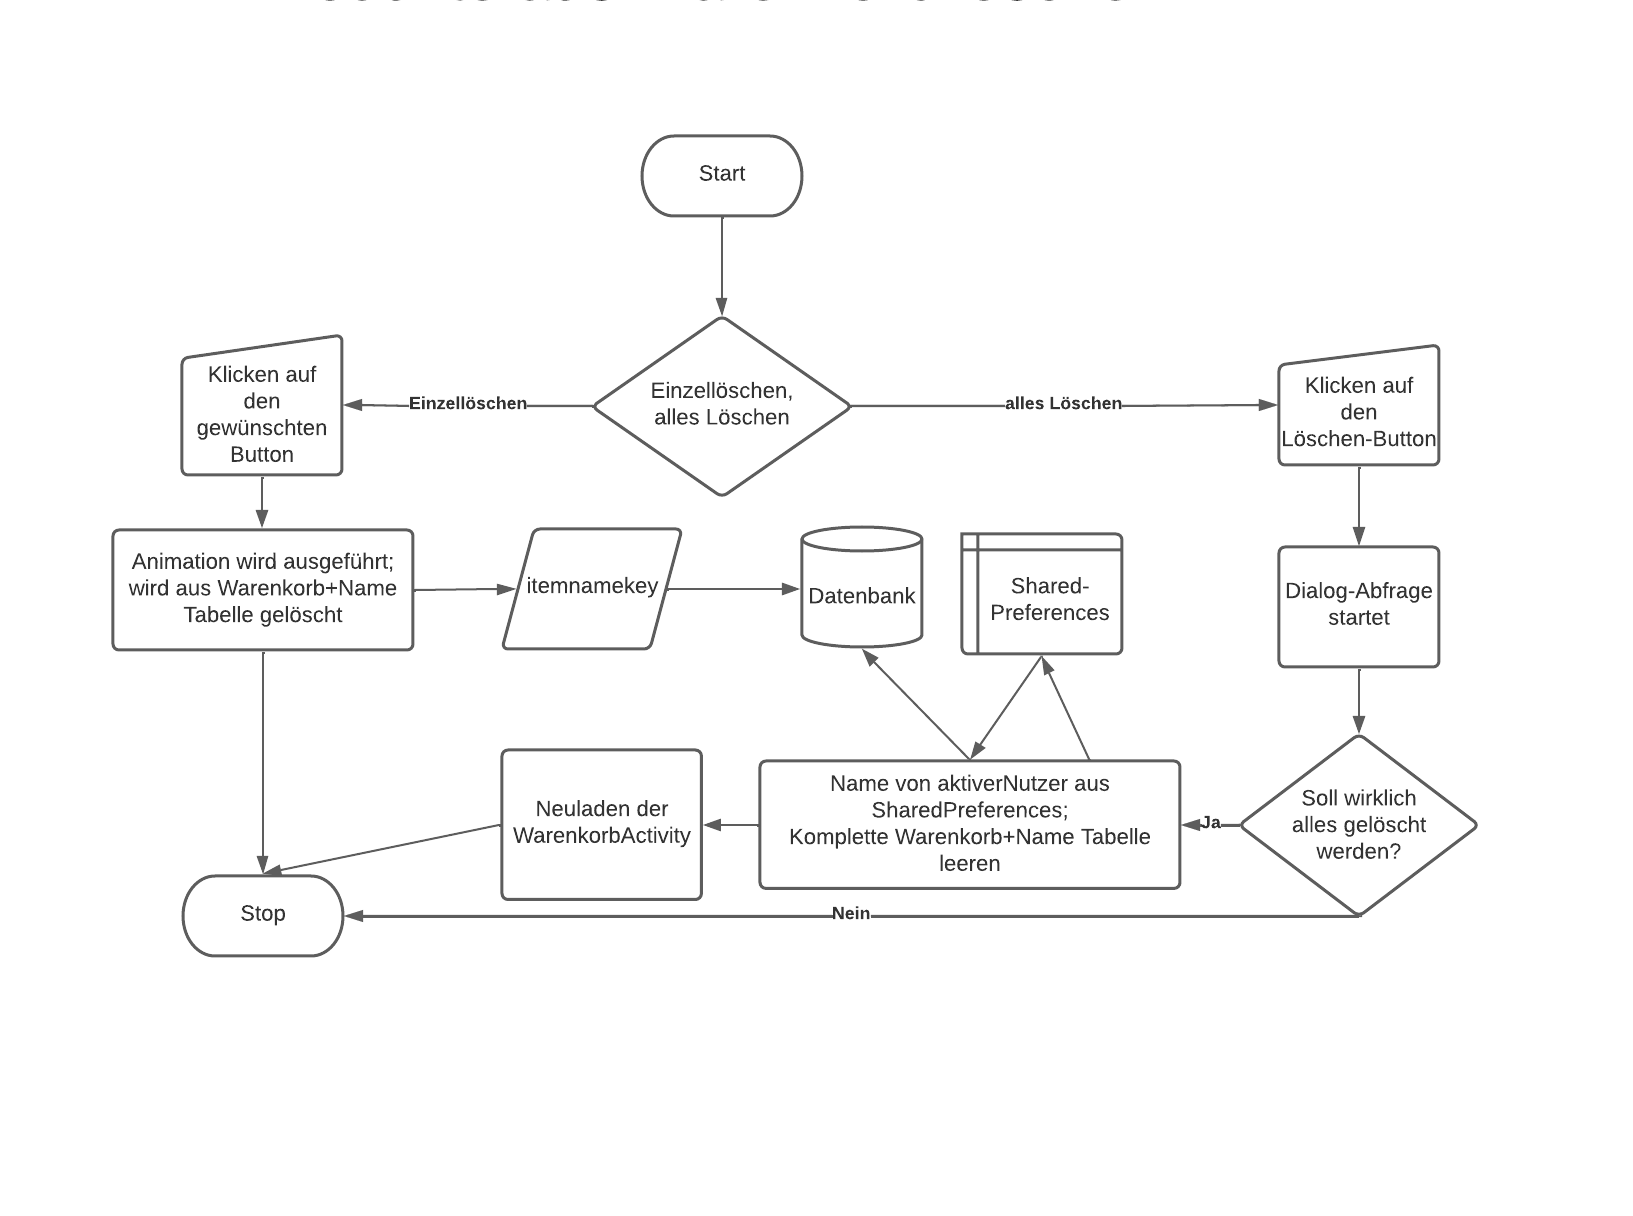 Start
Einzellöschen,
alles Löschen
Einzellöschen
alles Löschen
Klicken auf
den
gewünschten
Button
Klicken auf
den
Löschen-Button
Animation wird ausgeführt;
wird aus Warenkorb+Name
Tabelle gelöscht
itemnamekey
Datenbank
Shared-
Preferences
Dialog-Abfrage
startet
Soll wirklich
alles gelöscht
werden?
Ja
Name von aktiverNutzer aus
SharedPreferences;
Komplette Warenkorb+Name Tabelle
leeren
Neuladen der
WarenkorbActivity
Stop
Nein